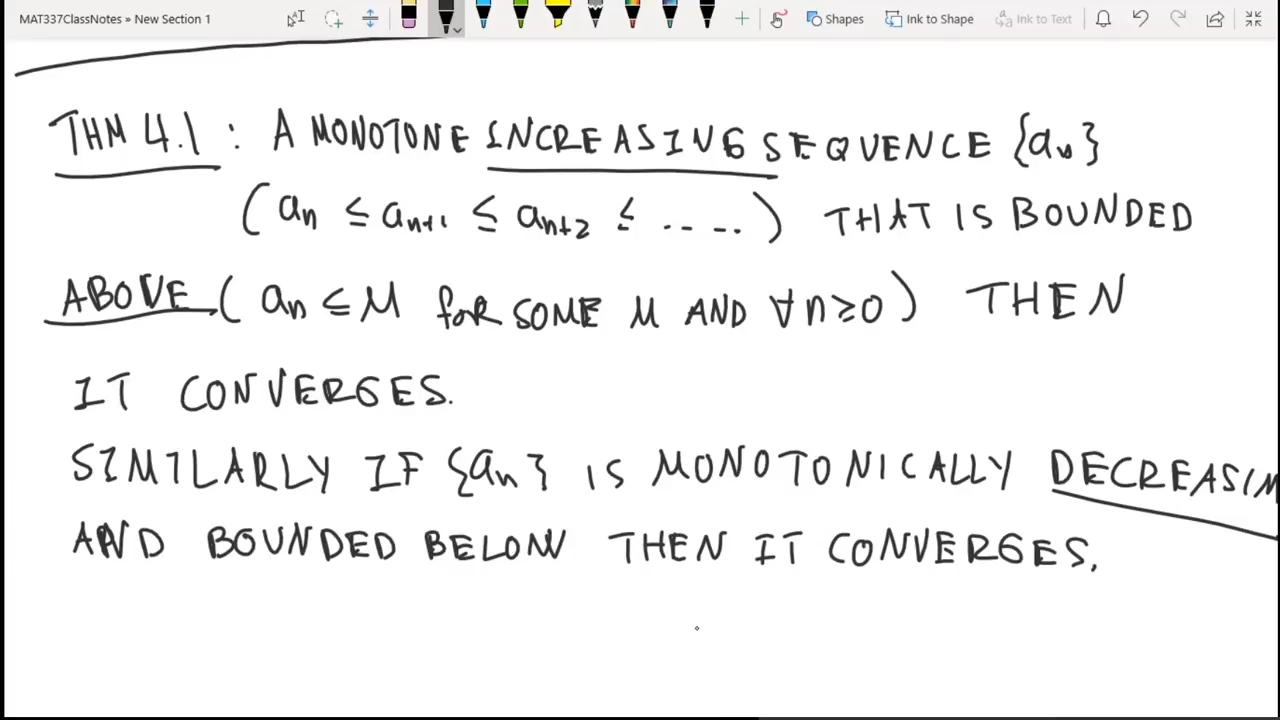 MAT337ClassNotes » New Section 1
Shapes Ink to Shape Ink to Text
THM 4.1 : A MONOTONE INCREASING SEQUENCE {aₙ}
(aₙ ≤ aₙ₊₁ ≤ aₙ₊₂ ≤ .....) THAT IS BOUNDED
ABOVE (aₙ ≤ M for SOME M AND ∀n≥0) THEN
IT CONVERGES.
SIMILARLY IF {aₙ} IS MONOTONICALLY DECREASIN
AND BOUNDED BELOW THEN IT CONVERGES.